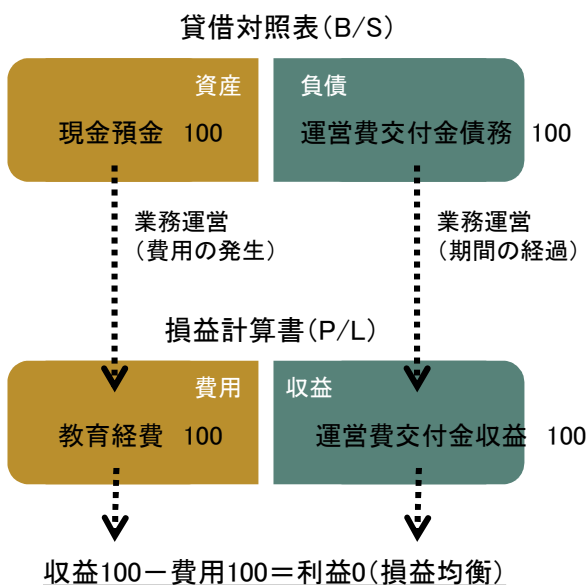 貸借対照表(B/S)
資産 負債
現金預金 100 運営費交付金債務 100
業務運営 業務運営
(費用の発生) (期間の経過)
損益計算書(P/L)
費用 収益
教育経費 100 運営費交付金収益 100
収益100－費用100＝利益0(損益均衡)